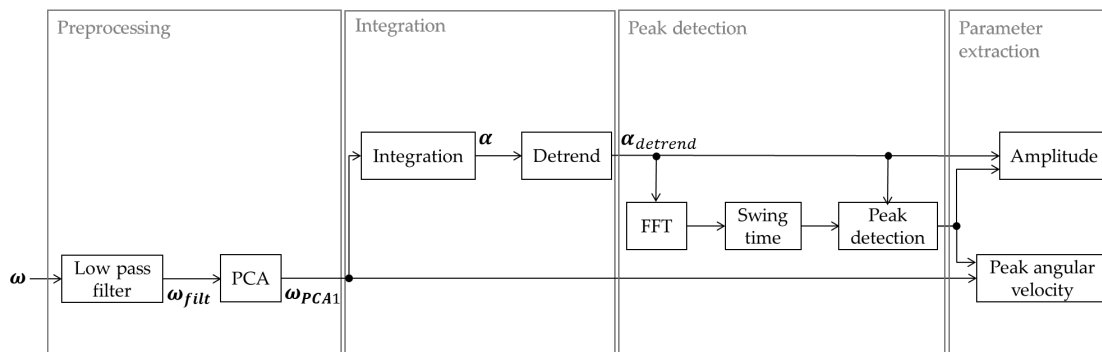 Preprocessing
Integration
Peak detection
Parameter
extraction
Integration
α
Detrend
α_detrend
Amplitude
FFT
Swing
time
Peak
detection
ω
Low pass
filter
ω_filt
PCA
ω_PCA1
Peak angular
velocity